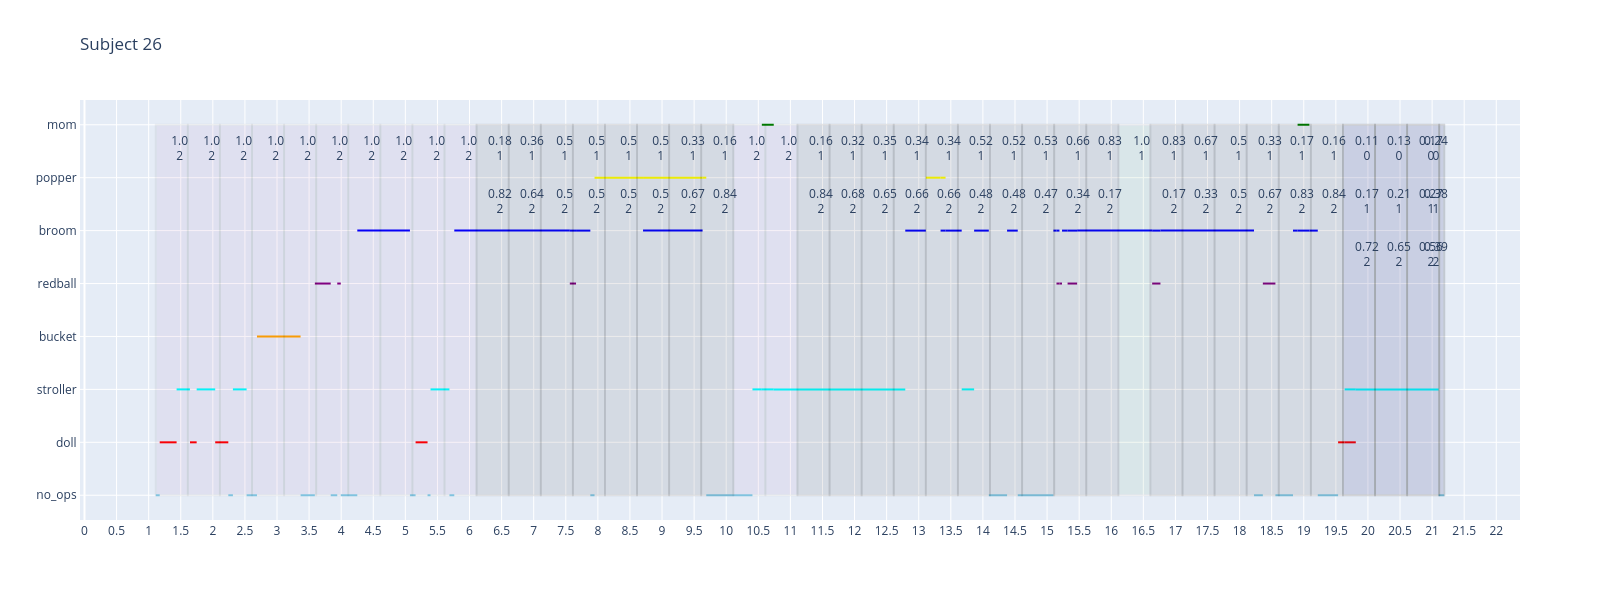 Subject 26
mom
1.0 1.0 1.0 1.0 1.0 1.0 1.0 1.0 1.0 1.0 0.18 0.36 0.5 0.5 0.5 0.5 0.33 0.16 1.0 1.0 0.16 0.32 0.35 0.34 0.34 0.52 0.52 0.53 0.66 0.83 1.0 0.83 0.67 0.5 0.33 0.17 0.16 0.11 0.13
2 2 2 2 2 2 2 2 2 2 1 1 1 1 1 1 1 1 2 2 1 1 1 1 1 1 1 1 1 1 1 1 1 1 1 1 1 0 0 0 0
popper
0.82 0.64 0.5 0.5 0.5 0.5 0.67 0.84 0.84 0.68 0.65 0.66 0.66 0.48 0.48 0.47 0.34 0.17 0.17 0.33 0.5 0.67 0.83 0.84 0.17 0.21
2 2 2 2 2 2 2 2 2 2 2 2 2 2 2 2 2 2 2 2 2 2 2 2 1 1 1 1
broom
0.72 0.65
2 2 2 2
redball
bucket
stroller
doll
no_ops
0 0.5 1 1.5 2 2.5 3 3.5 4 4.5 5 5.5 6 6.5 7 7.5 8 8.5 9 9.5 10 10.5 11 11.5 12 12.5 13 13.5 14 14.5 15 15.5 16 16.5 17 17.5 18 18.5 19 19.5 20 20.5 21 21.5 22